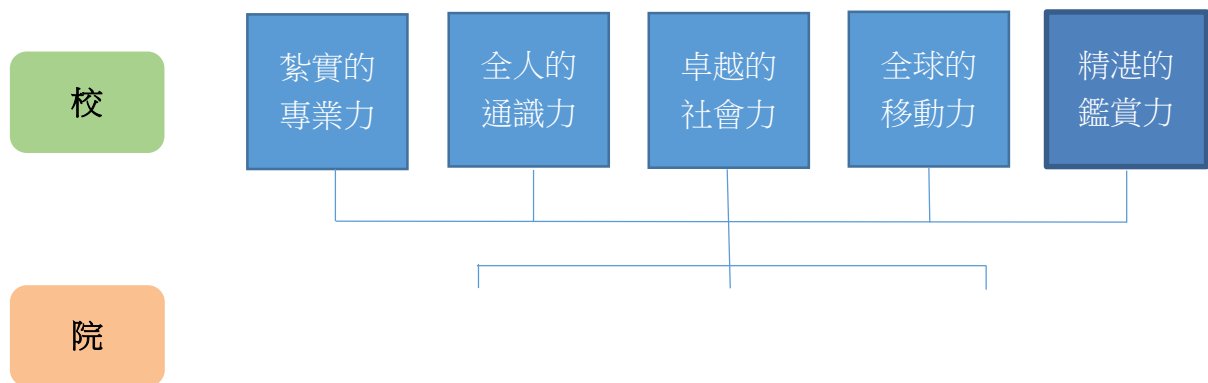 校
紮實的
專業力
全人的
通識力
卓越的
社會力
全球的
移動力
精湛的
鑑賞力
院